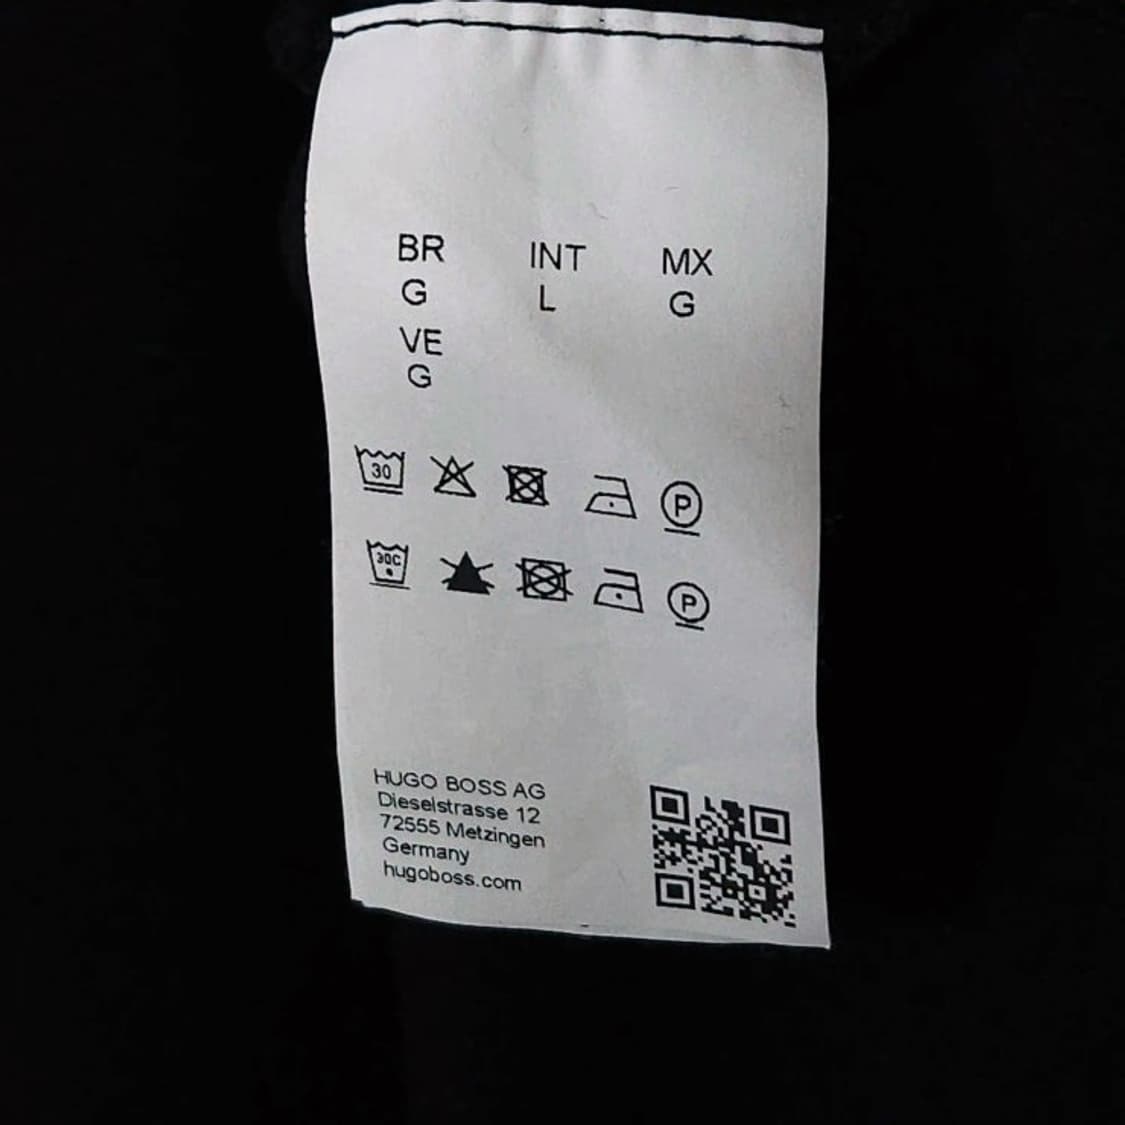 BR INT MX
G L G
VE
G
30 P
30C P
HUGO BOSS AG
Dieselstrasse 12
72555 Metzingen
Germany
hugoboss.com